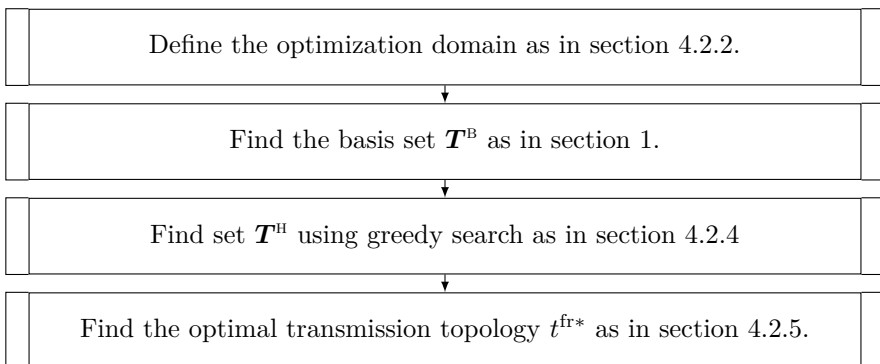 Define the optimization domain as in section 4.2.2.
Find the basis set Tᴮ as in section 1.
Find set Tᴴ using greedy search as in section 4.2.4
Find the optimal transmission topology t^{fr*} as in section 4.2.5.